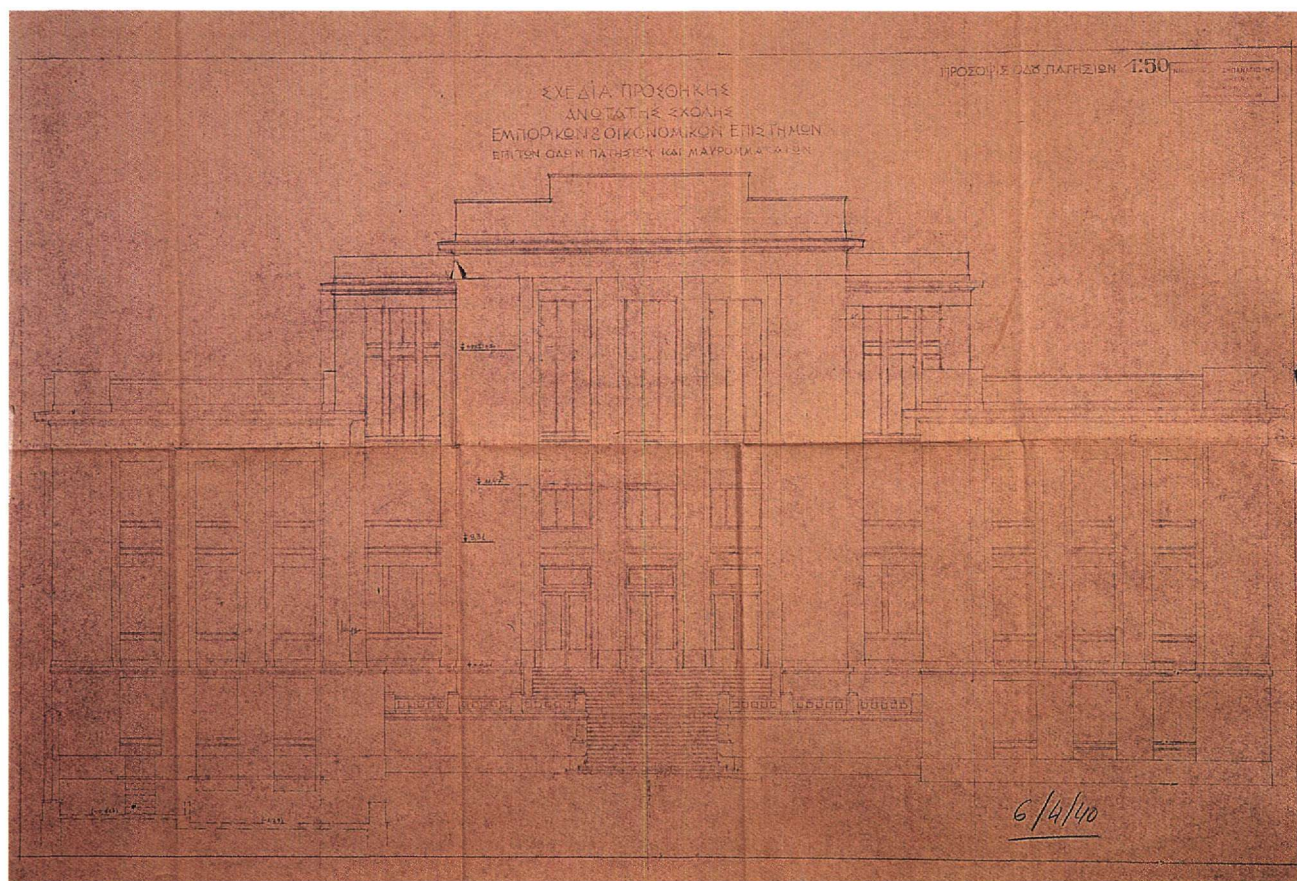 ΣΧΕΔΙΑ ΠΡΟΣΘΗΚΗΣ
ΑΝΩΤΑΤΗΣ ΣΧΟΛΗΣ
ΕΜΠΟΡΙΚΩΝ & ΟΙΚΟΝΟΜΙΚΩΝ ΕΠΙΣΤΗΜΩΝ
ΕΠΙ ΤΩΝ ΟΔΩΝ ΠΑΤΗΣΙΩΝ ΚΑΙ ΜΑΥΡΟΜΜΑΤΑΙΩΝ
ΠΡΟΣΟΨΙΣ ΟΔΟΥ ΠΑΤΗΣΙΩΝ 1:50
6/4/40